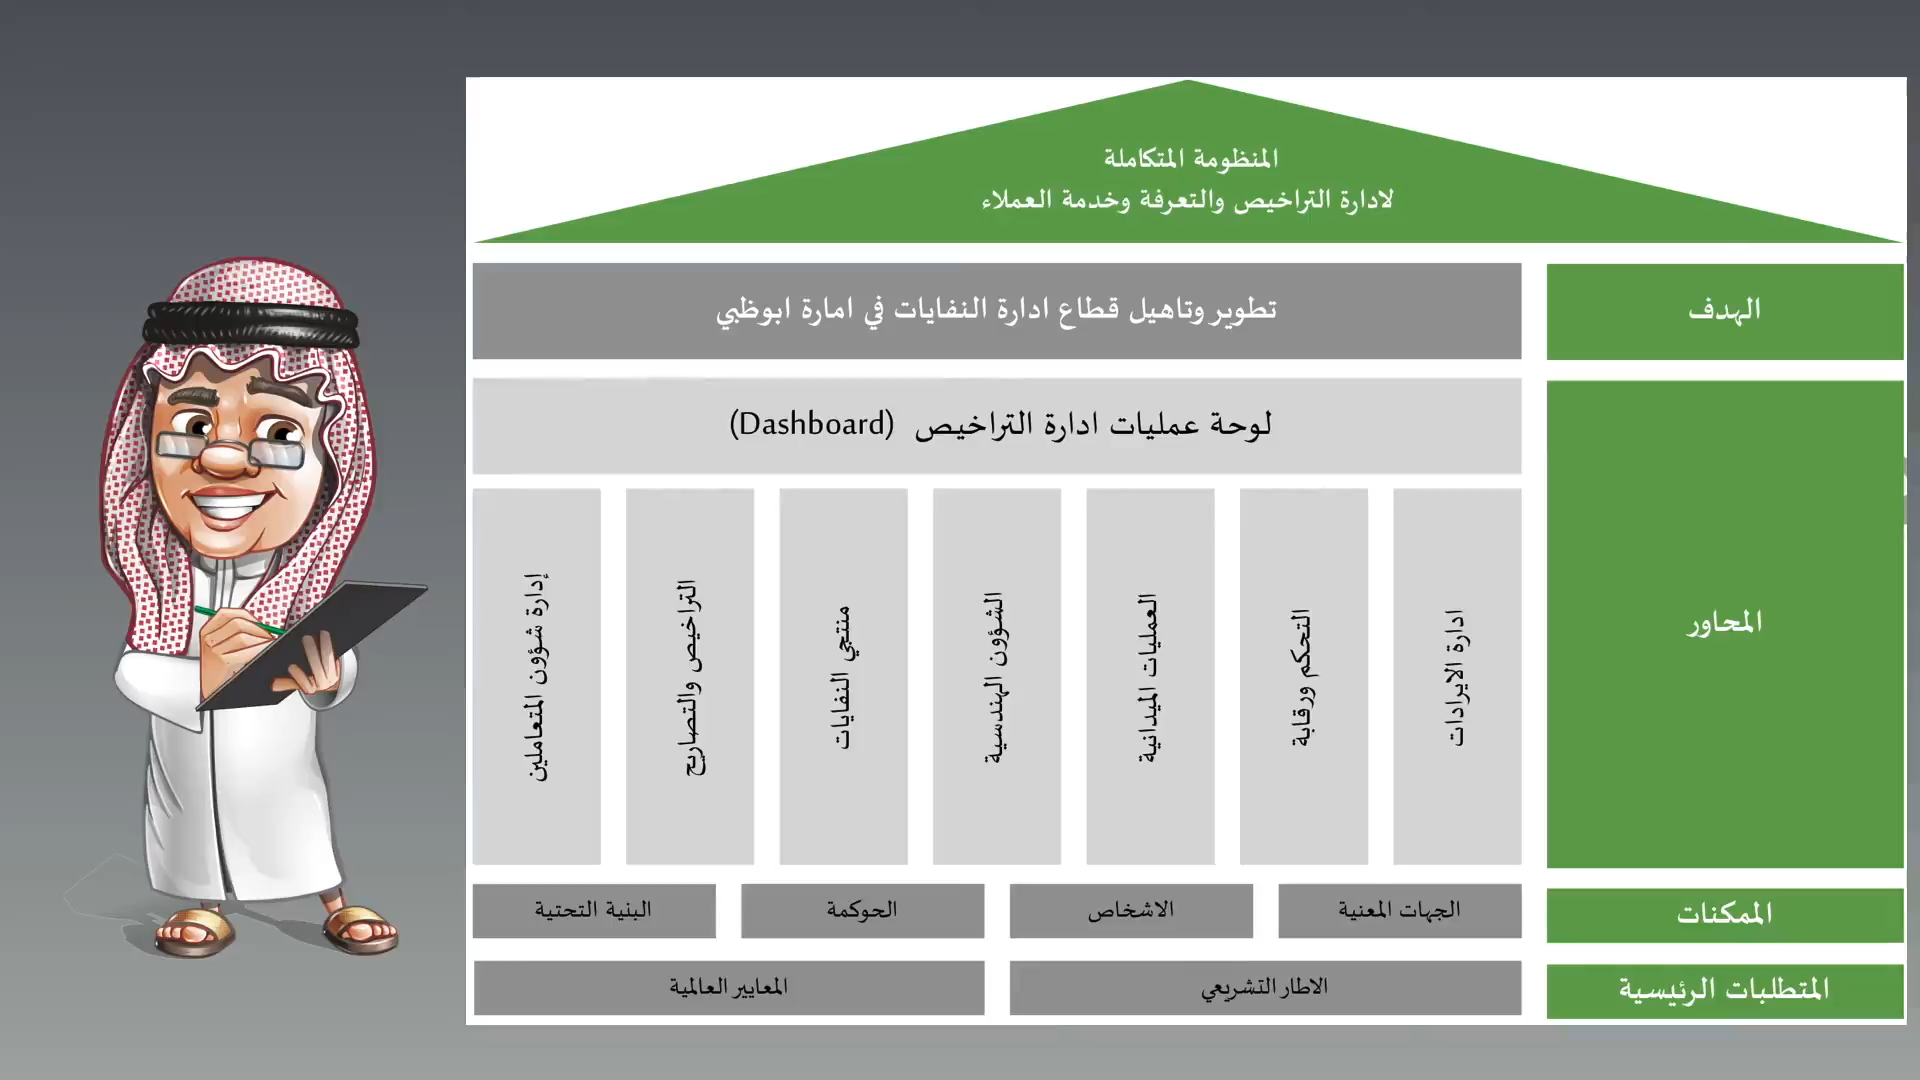 المنظومة المتكاملة
لادارة التراخيص والتعرفة وخدمة العملاء
الهدف
تطوير وتاهيل قطاع ادارة النفايات في امارة ابوظبي
المحاور
لوحة عمليات ادارة التراخيص (Dashboard)
ادارة الايرادات
التحكم ورقابة
العمليات الميدانية
الشؤون الهندسية
منتجي النفايات
التراخيص والتصاريح
إدارة شؤون المتعاملين
الممكنات
الجهات المعنية
الاشخاص
الحوكمة
البنية التحتية
المتطلبات الرئيسية
الاطار التشريعي
المعايير العالمية